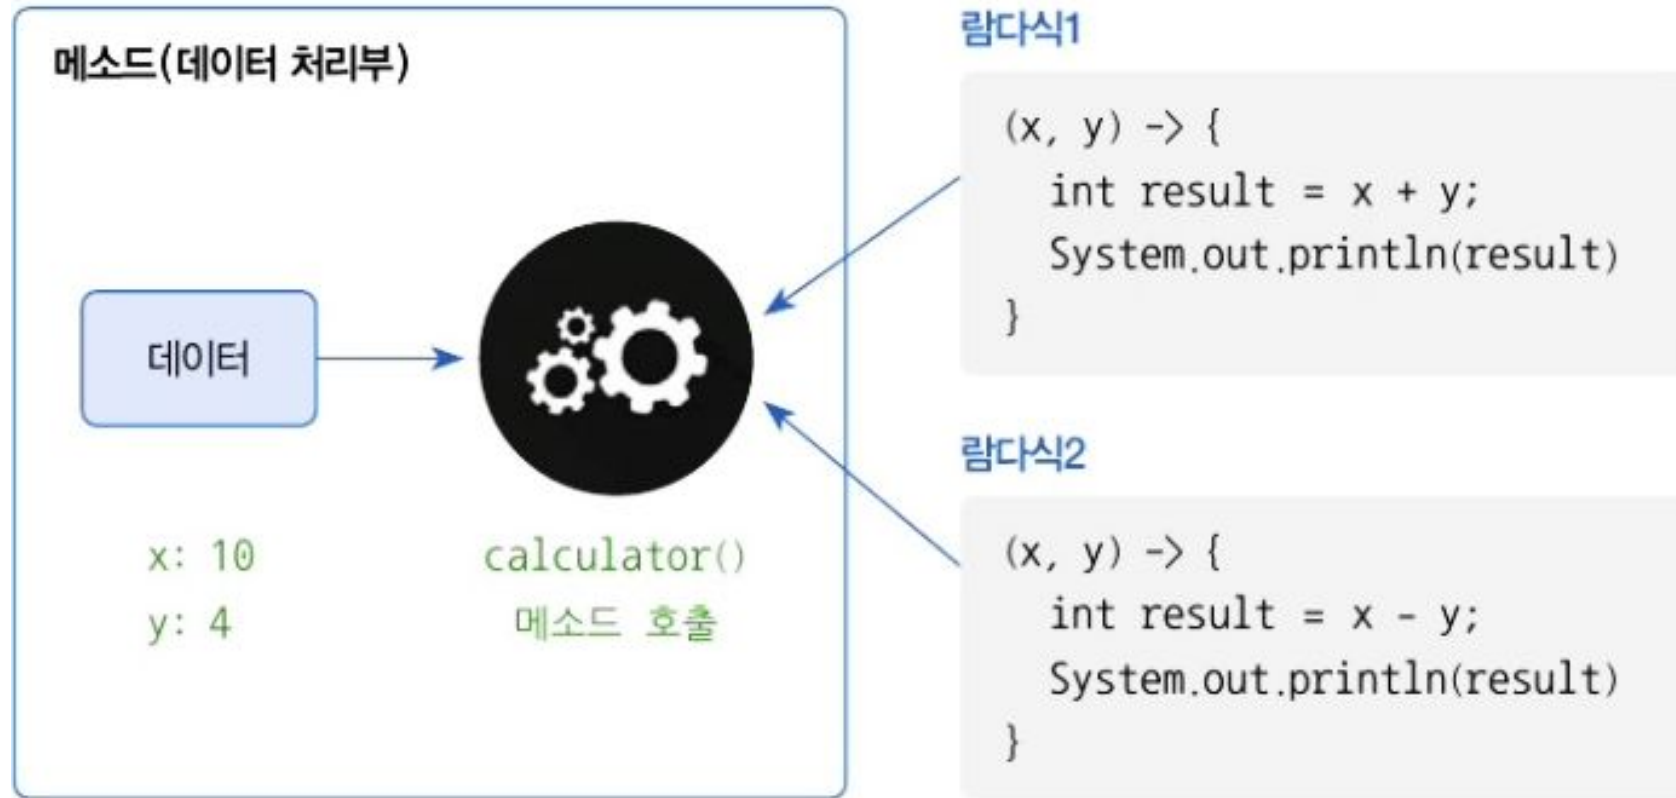 메소드(데이터 처리부)
데이터
x: 10
y: 4
calculator()
메소드 호출
람다식1
(x, y) -> {
int result = x + y;
System.out.println(result)
}
람다식2
(x, y) -> {
int result = x - y;
System.out.println(result)
}